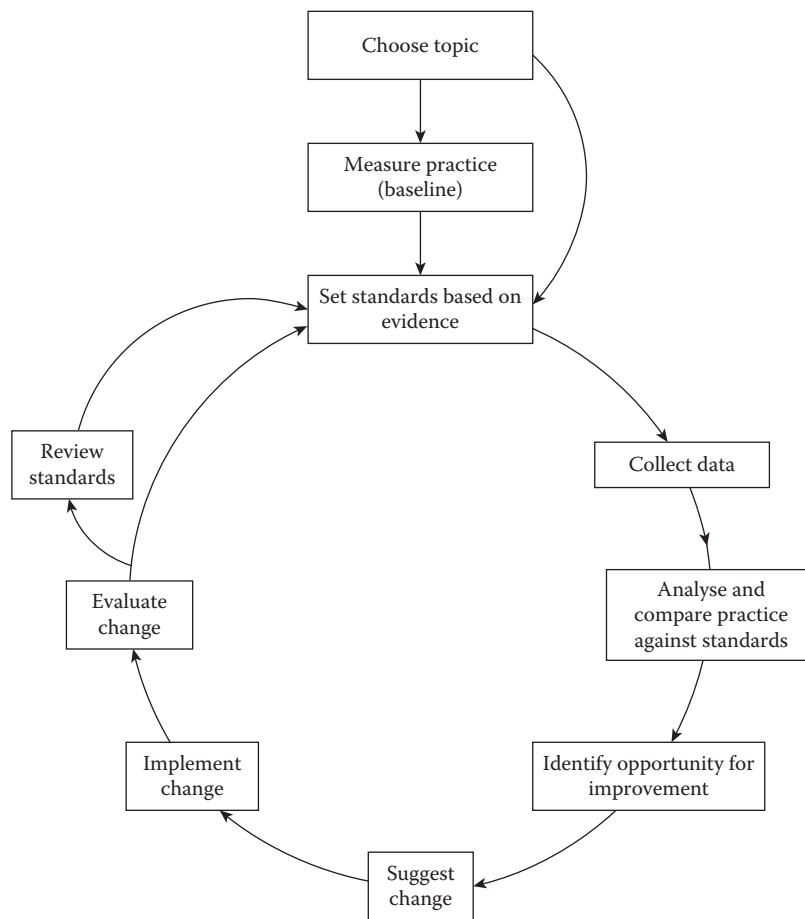 Choose topic
Measure practice
(baseline)
Set standards based on
evidence
Collect data
Analyse and
compare practice
against standards
Identify opportunity for
improvement
Suggest
change
Implement
change
Evaluate
change
Review
standards